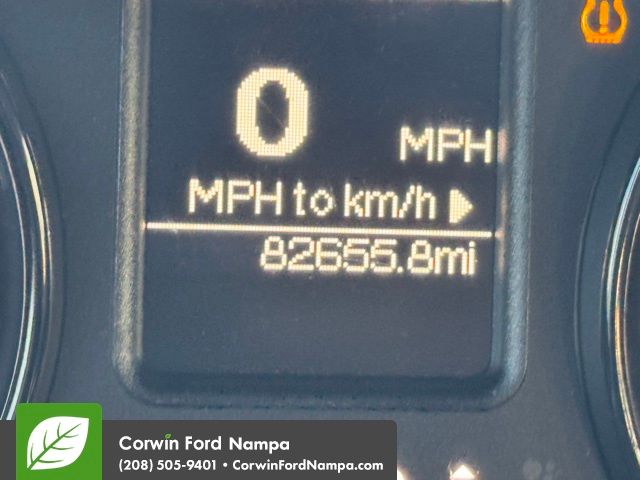 0
MPH
MPH to km/h ▶
82655.8mi
Corwin Ford Nampa
(208) 505-9401 • CorwinFordNampa.com